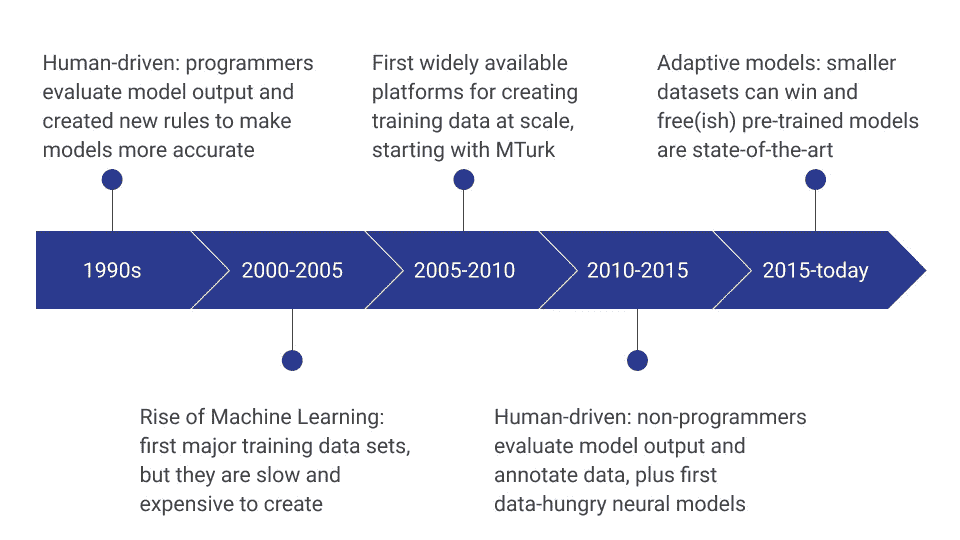 Human-driven: programmers
evaluate model output and
created new rules to make
models more accurate
First widely available
platforms for creating
training data at scale,
starting with MTurk
Adaptive models: smaller
datasets can win and
free(ish) pre-trained models
are state-of-the-art
1990s
2000-2005
2005-2010
2010-2015
2015-today
Rise of Machine Learning:
first major training data sets,
but they are slow and
expensive to create
Human-driven: non-programmers
evaluate model output and
annotate data, plus first
data-hungry neural models